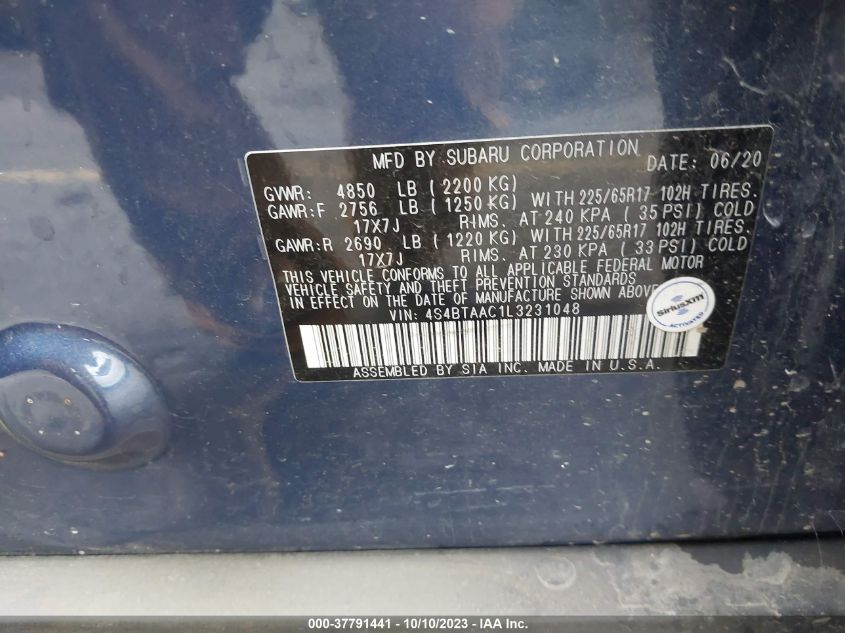 MFD BY SUBARU CORPORATION DATE: 06/20
GVWR: 4850 LB (2200 KG)
GAWR:F 2756 LB (1250 KG) WITH 225/65R17 102H TIRES.
17X7J RIMS. AT 240 KPA (35 PSI) COLD
GAWR:R 2690 LB (1220 KG) WITH 225/65R17 102H TIRES.
17X7J RIMS. AT 230 KPA (33 PSI) COLD
THIS VEHICLE CONFORMS TO ALL APPLICABLE FEDERAL MOTOR
VEHICLE SAFETY AND THEFT PREVENTION STANDARDS
IN EFFECT ON THE DATE OF MANUFACTURE SHOWN ABOVE
VIN: 4S4BTAAC1L3231048
SiriusXM
ACTIVATED
ASSEMBLED BY SIA INC. MADE IN U.S.A.
000-37791441 - 10/10/2023 - IAA Inc.